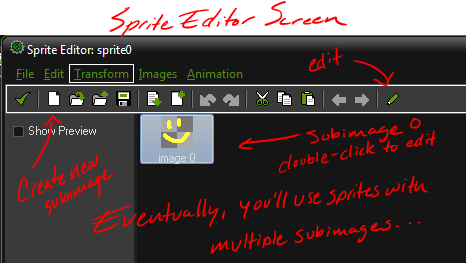 Sprite Editor Screen
Sprite Editor: sprite0
edit
File Edit Transform Images Animation
Show Preview
image 0
Subimage 0
double-click to edit
Create new
subimage
Eventually, you'll use sprites with
multiple subimages...